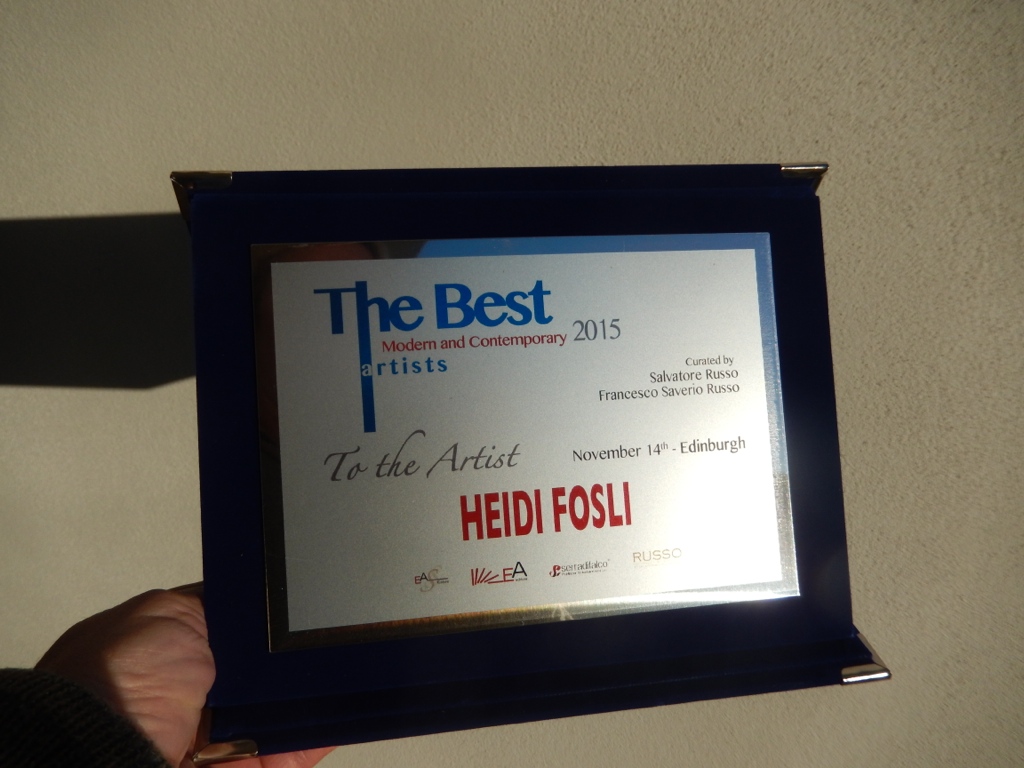 The Best
Modern and Contemporary 2015
artists
Curated by
Salvatore Russo
Francesco Saverio Russo
To the Artist
November 14th - Edinburgh
HEIDI FOSLI
EA
EA
serradifalco
RUSSO